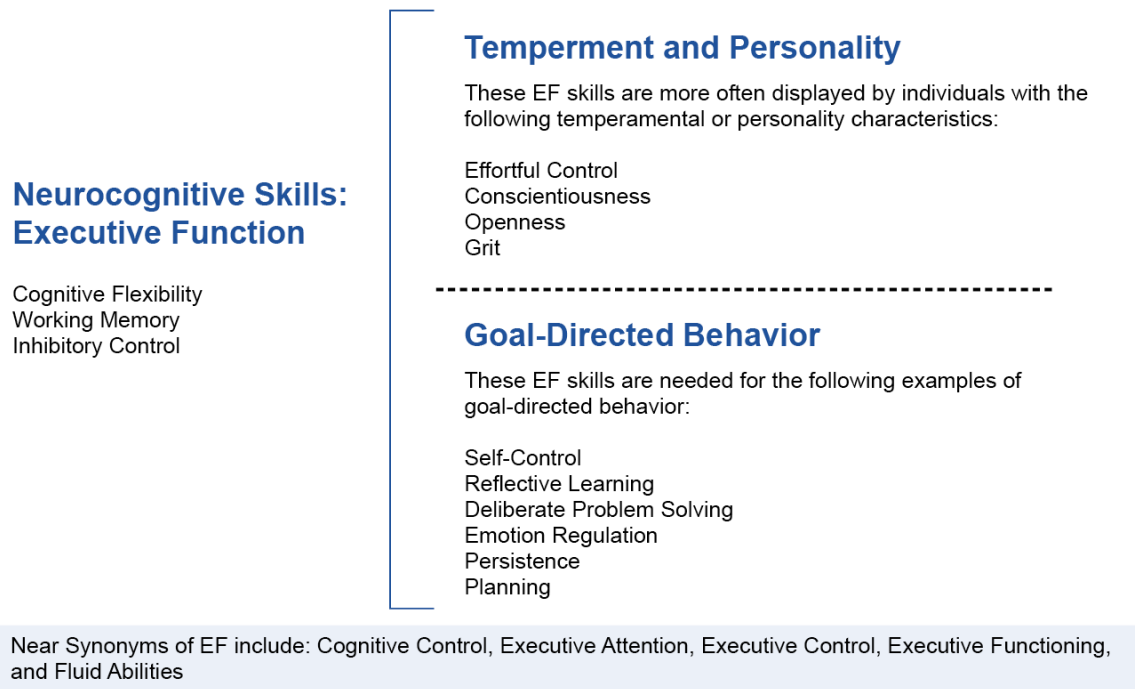 Neurocognitive Skills:
Executive Function
Cognitive Flexibility
Working Memory
Inhibitory Control
Temperment and Personality
These EF skills are more often displayed by individuals with the
following temperamental or personality characteristics:
Effortful Control
Conscientiousness
Openness
Grit
Goal-Directed Behavior
These EF skills are needed for the following examples of
goal-directed behavior:
Self-Control
Reflective Learning
Deliberate Problem Solving
Emotion Regulation
Persistence
Planning
Near Synonyms of EF include: Cognitive Control, Executive Attention, Executive Control, Executive Functioning,
and Fluid Abilities